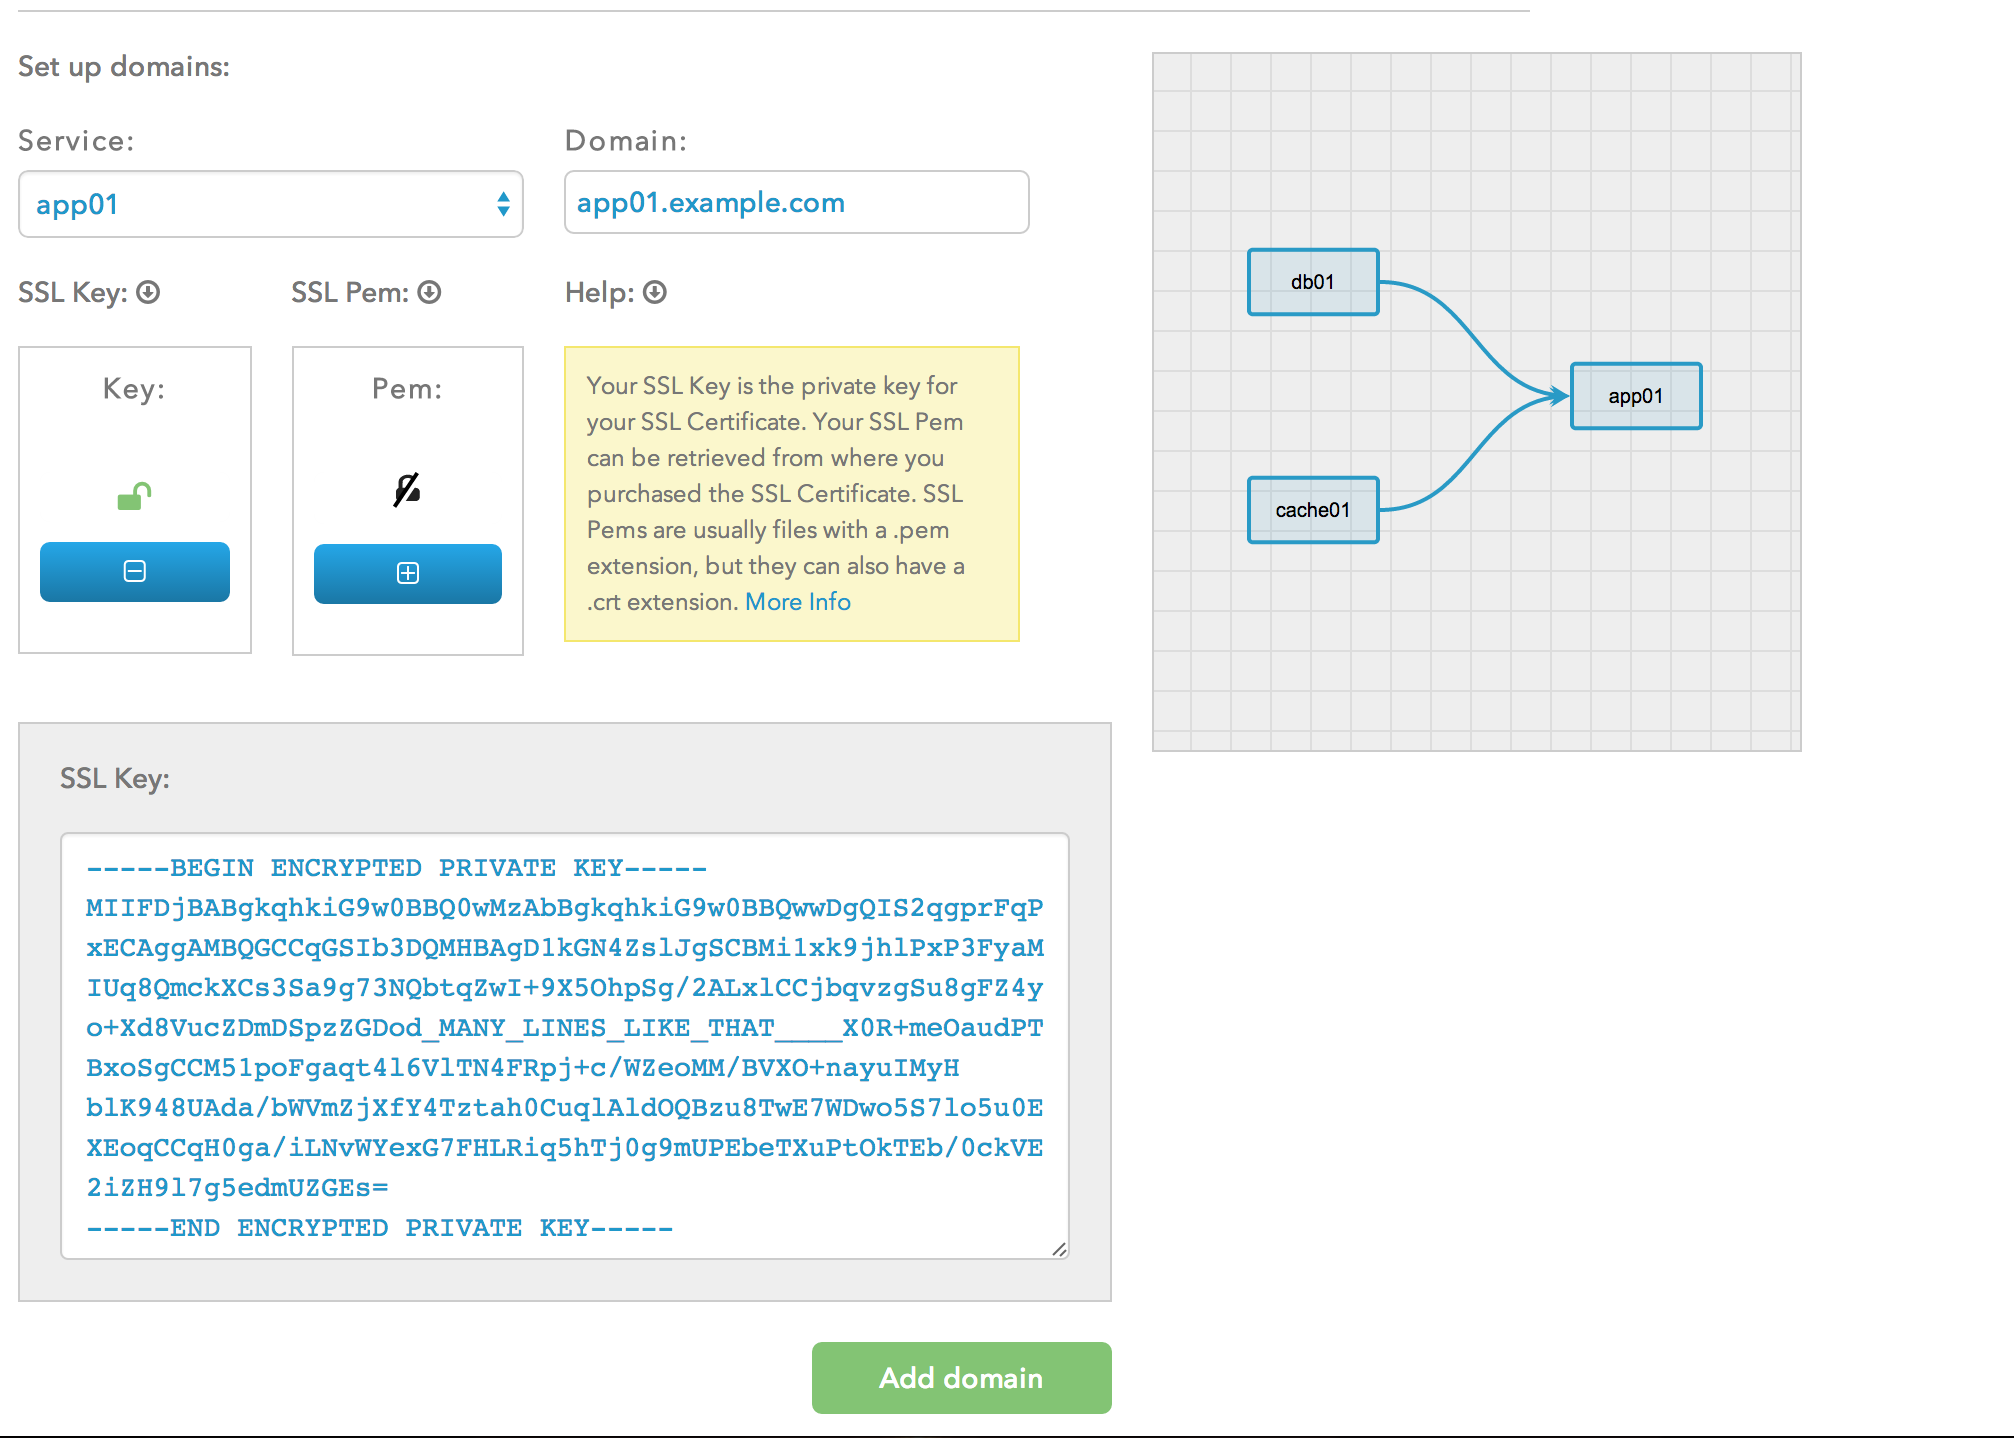 Set up domains:
Service:
Domain:
app01
app01.example.com
SSL Key:
SSL Pem:
Help:
Key:
Pem:
Your SSL Key is the private key for
your SSL Certificate. Your SSL Pem
can be retrieved from where you
purchased the SSL Certificate. SSL
Pems are usually files with a .pem
extension, but they can also have a
.crt extension. More Info
db01
app01
cache01
SSL Key:
-----BEGIN ENCRYPTED PRIVATE KEY-----
MIIFDjBABgkqhkiG9w0BBQ0wMzAbBgkqhkiG9w0BBQwwDgQIS2qgprFqP
xECAggAMBQGCCqGSIb3DQMHBAgD1kGN4ZslJgSCBMi1xk9jhlPxP3FyaM
IUq8QmckXCs3Sa9g73NQbtqZwI+9X5OhpSg/2ALxlCCjbqvzgSu8gFZ4y
o+Xd8VucZDmDSpzZGDod_MANY_LINES_LIKE_THAT____X0R+meOaudPT
BxoSgCCM51poFgaqt4l6VlTN4FRpj+c/WZeoMM/BVXO+nayuIMyH
blK948UAda/bWVmZjXfY4Tztah0CuqlAldOQBzu8TwE7WDwo5S7lo5u0E
XEoqCCqH0ga/iLNvWYexG7FHLRiq5hTj0g9mUPEbeTXuPtOkTEb/0ckVE
2iZH9l7g5edmUZGEs=
-----END ENCRYPTED PRIVATE KEY-----
Add domain